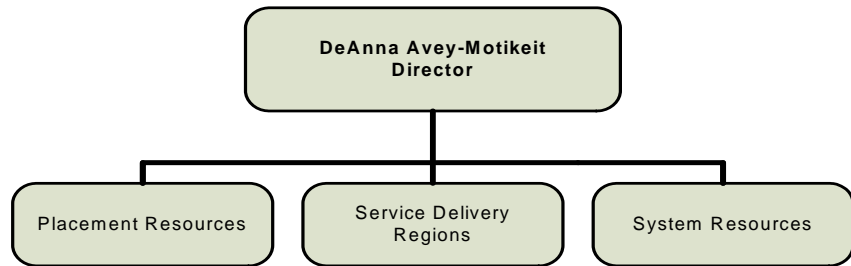 DeAnna Avey-Motikeit
Director
Placement Resources
Service Delivery
Regions
System Resources